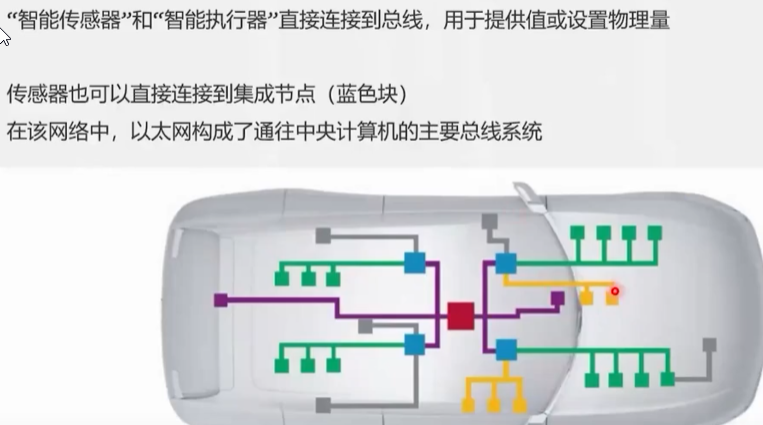 “智能传感器”和“智能执行器”直接连接到总线，用于提供值或设置物理量
传感器也可以直接连接到集成节点（蓝色块）
在该网络中，以太网构成了通往中央计算机的主要总线系统